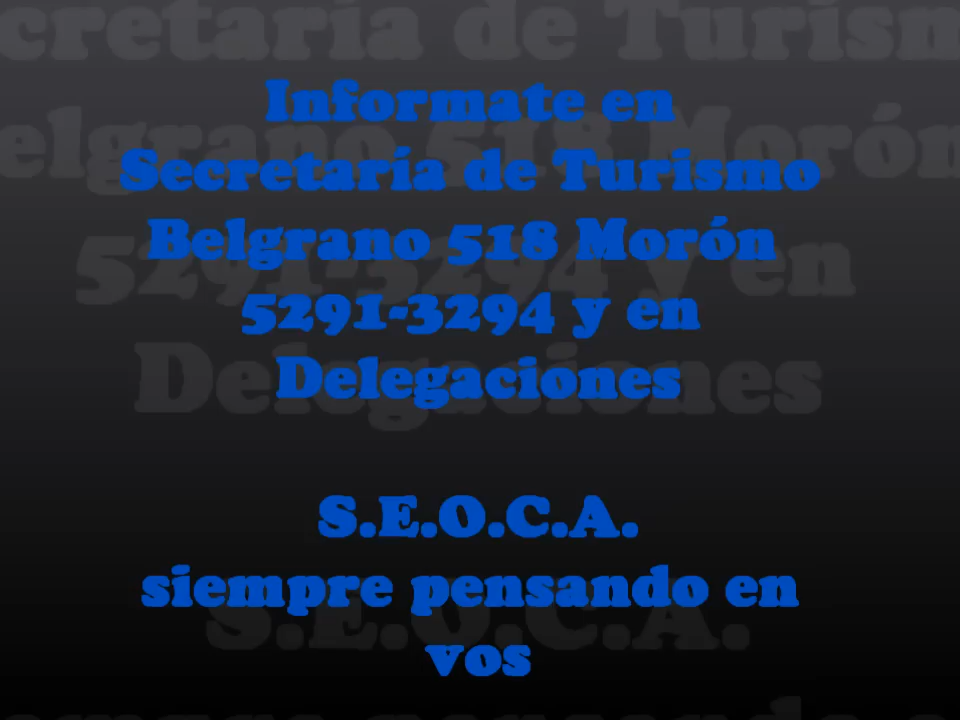 Informate en
Secretaría de Turismo
Belgrano 518 Morón
5291-3294 y en
Delegaciones
S.E.O.C.A.
siempre pensando en
vos